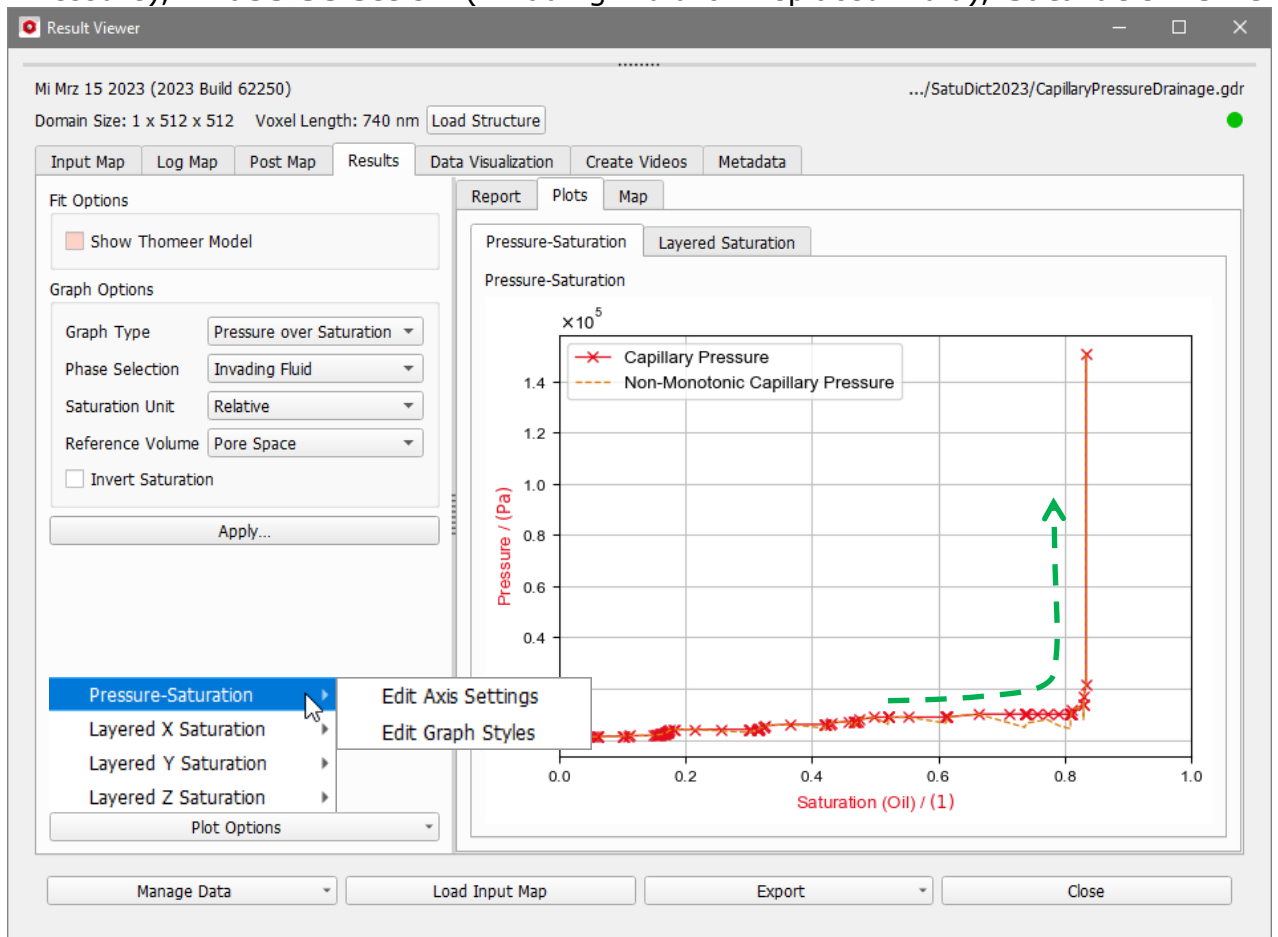 Result Viewer
Mi Mrz 15 2023 (2023 Build 62250)
.../SatuDict2023/CapillaryPressureDrainage.gdr
Domain Size: 1 x 512 x 512 Voxel Length: 740 nm Load Structure
Input Map Log Map Post Map Results Data Visualization Create Videos Metadata
Fit Options
Show Thomeer Model
Graph Options
Graph Type Pressure over Saturation
Phase Selection Invading Fluid
Saturation Unit Relative
Reference Volume Pore Space
Invert Saturation
Apply...
Pressure-Saturation
Layered X Saturation
Layered Y Saturation
Layered Z Saturation
Edit Axis Settings
Edit Graph Styles
Plot Options
Report Plots Map
Pressure-Saturation Layered Saturation
Pressure-Saturation
×10^5
Capillary Pressure
Non-Monotonic Capillary Pressure
1.4
1.2
1.0
0.8
0.6
0.4
Pressure / (Pa)
0.0 0.2 0.4 0.6 0.8 1.0
Saturation (Oil) / (1)
Manage Data Load Input Map Export Close